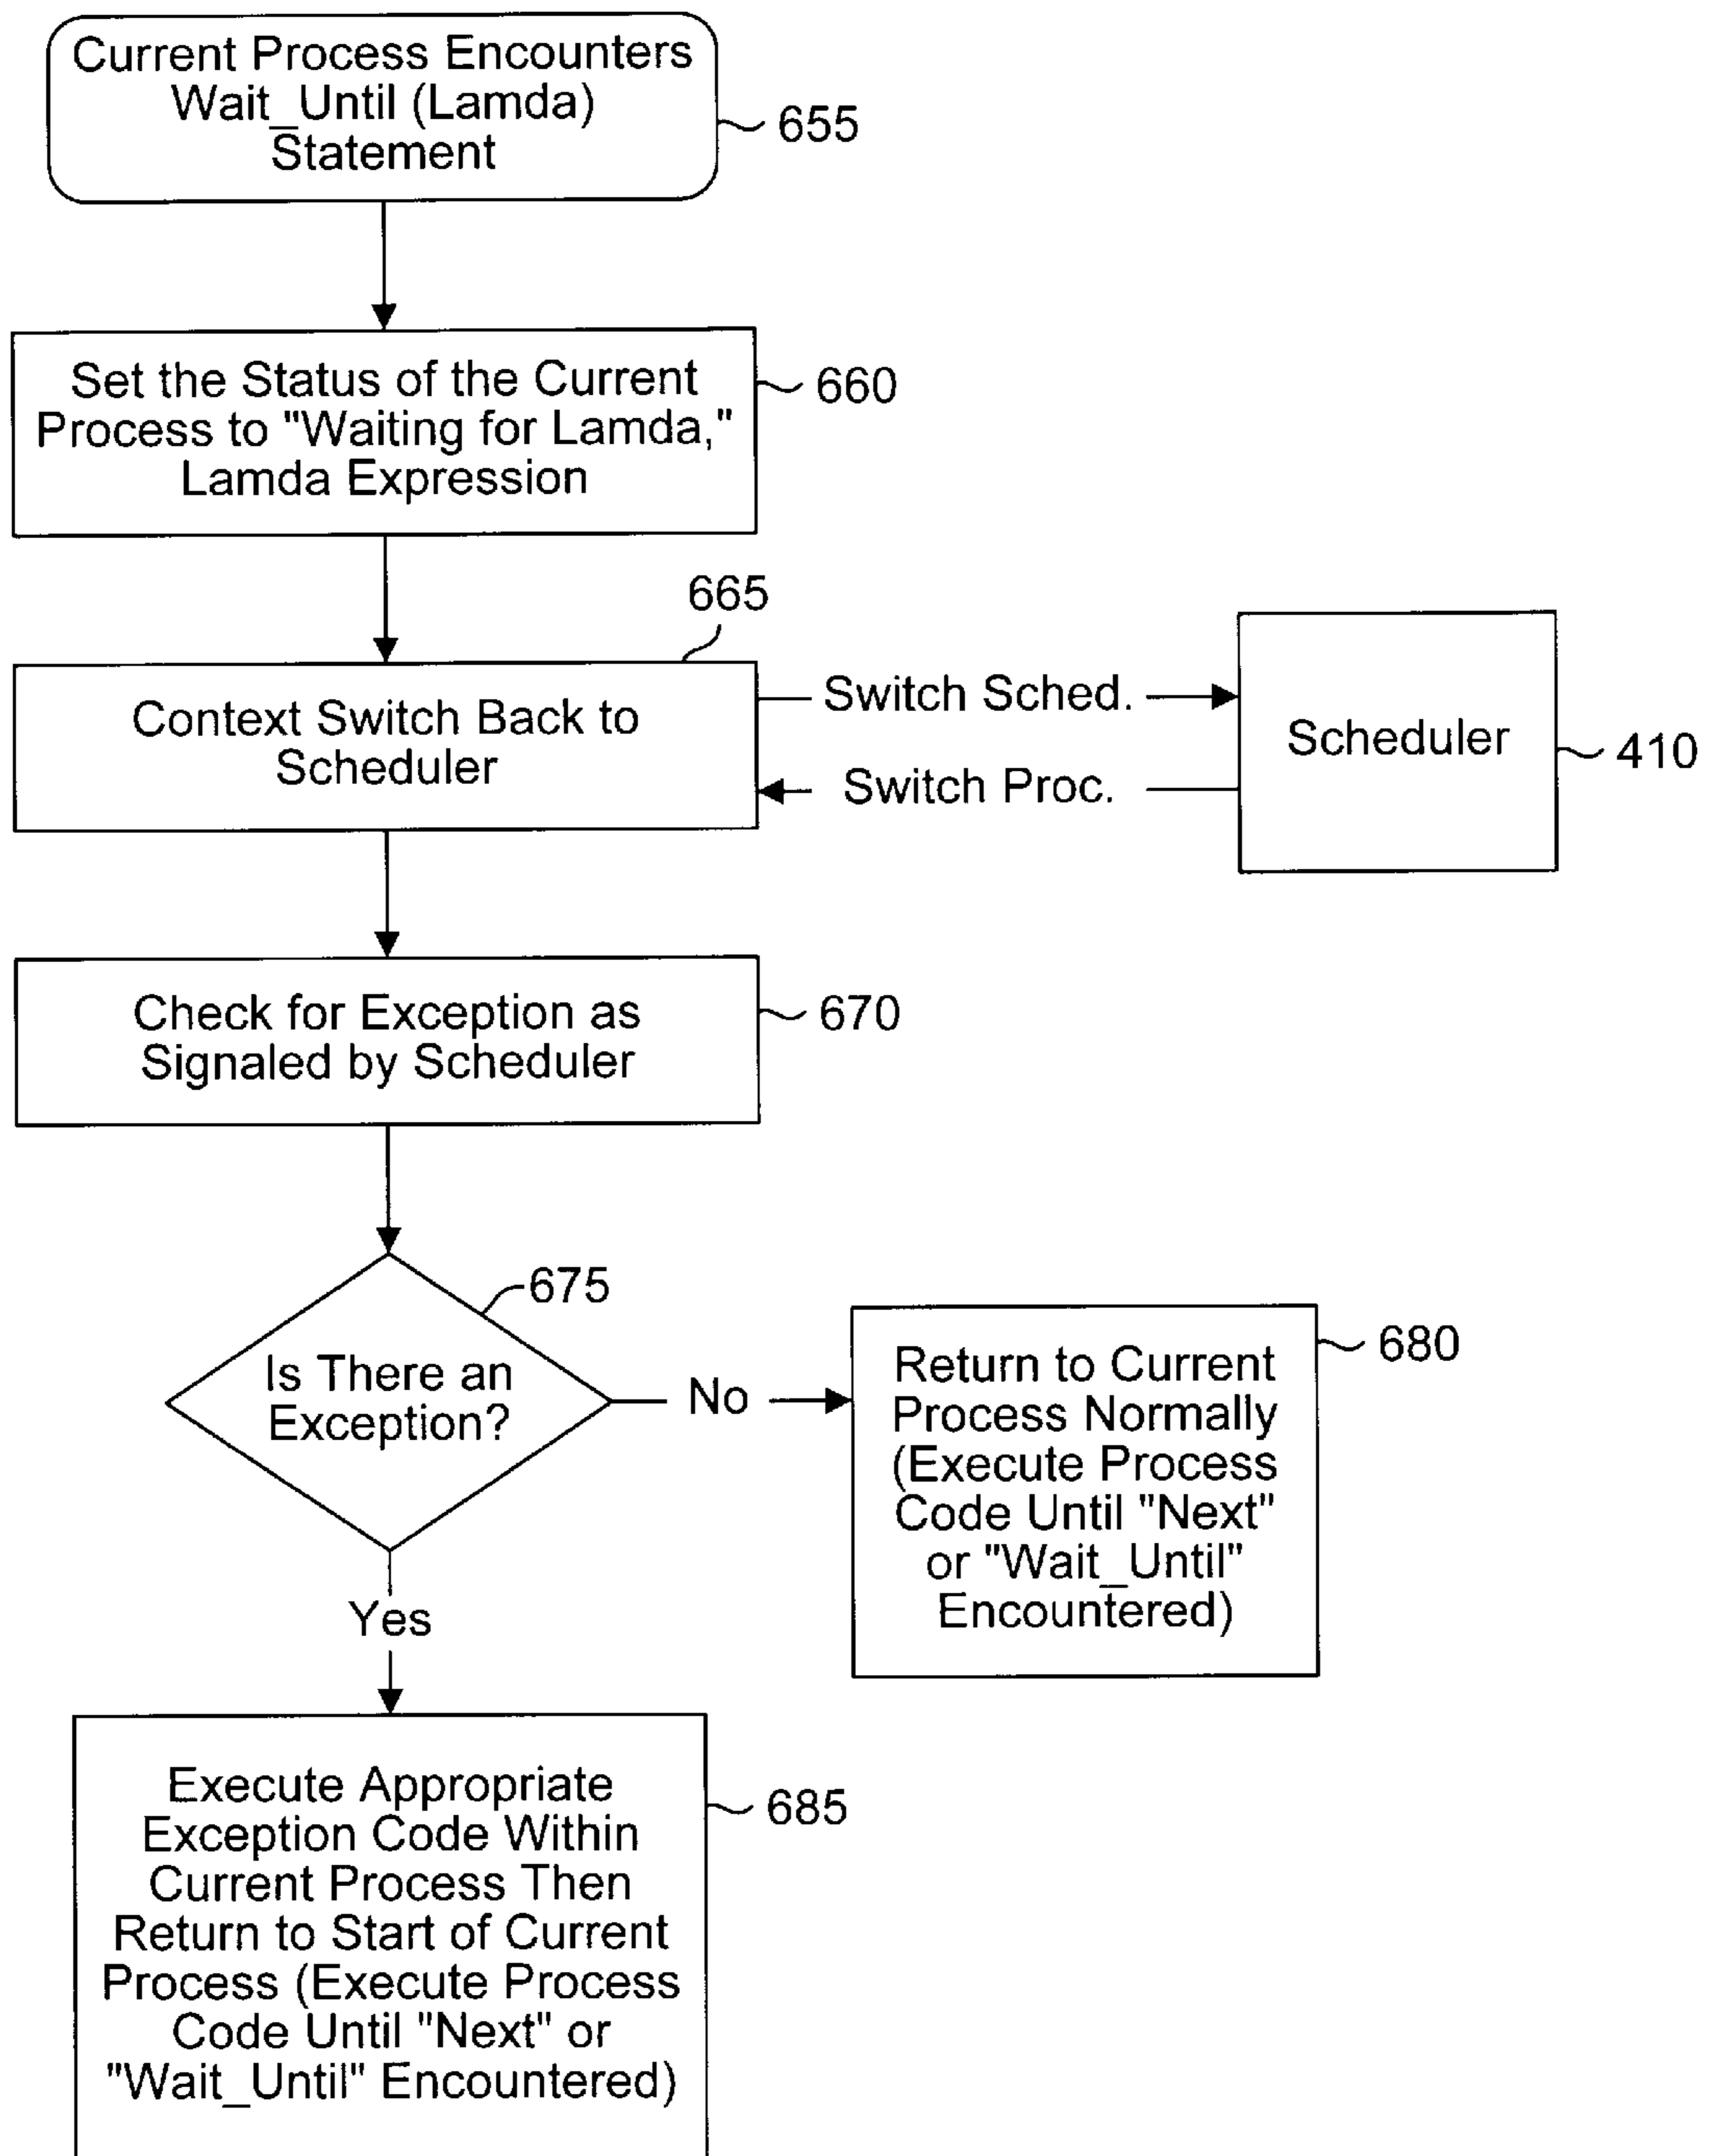 Current Process Encounters
Wait_Until (Lamda)
Statement
655
Set the Status of the Current
Process to "Waiting for Lamda,"
Lamda Expression
660
665
Context Switch Back to
Scheduler
Switch Sched.
Switch Proc.
Scheduler
410
Check for Exception as
Signaled by Scheduler
670
675
Is There an
Exception?
No
Return to Current
Process Normally
(Execute Process
Code Until "Next"
or "Wait_Until"
Encountered)
680
Yes
Execute Appropriate
Exception Code Within
Current Process Then
Return to Start of Current
Process (Execute Process
Code Until "Next" or
"Wait_Until" Encountered)
685